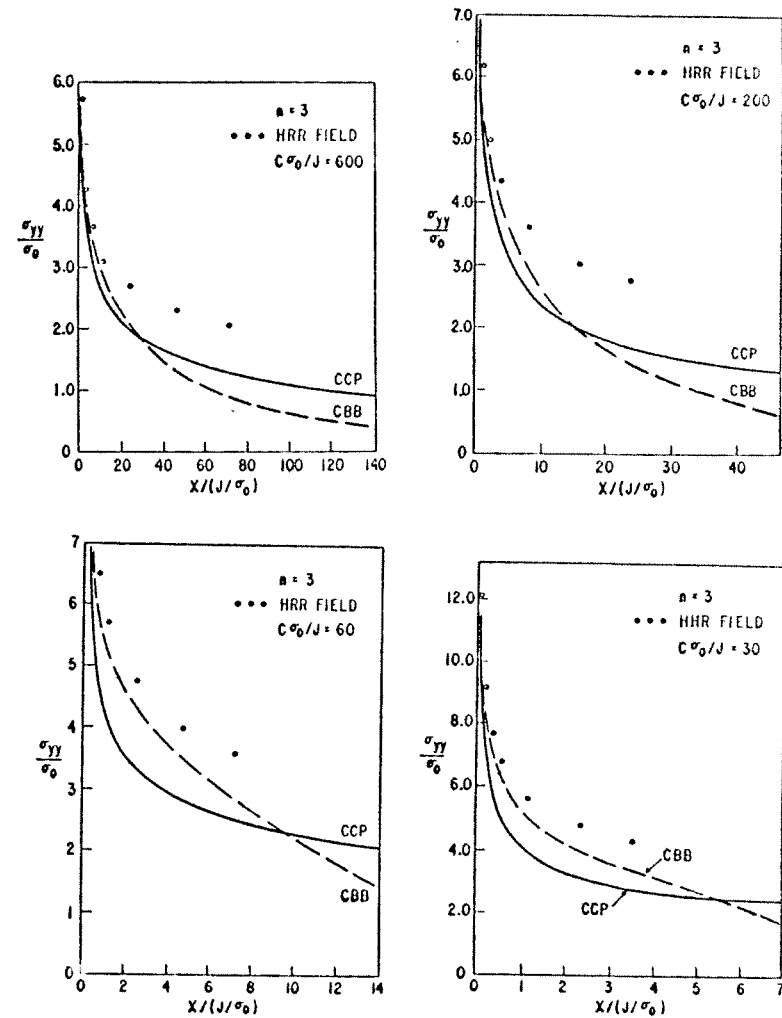 6.0
5.0
4.0
3.0
2.0
1.0
0
σyy/σ0
n = 3
••• HRR FIELD
Cσ0/J = 600
CCP
CBB
0 20 40 60 80 100 120 140
X/(J/σ0)
7.0
6.0
5.0
4.0
3.0
2.0
1.0
0
σyy/σ0
n = 3
••• HRR FIELD
Cσ0/J = 200
CCP
CBB
0 10 20 30 40
X/(J/σ0)
7
6
5
4
3
2
1
0
σyy/σ0
n = 3
••• HRR FIELD
Cσ0/J = 60
CCP
CBB
0 2 4 6 8 10 12 14
X/(J/σ0)
12.0
10.0
8.0
6.0
4.0
2.0
0
σyy/σ0
n = 3
••• HHR FIELD
Cσ0/J = 30
CBB
CCP
0 1 2 3 4 5 6 7
X/(J/σ0)